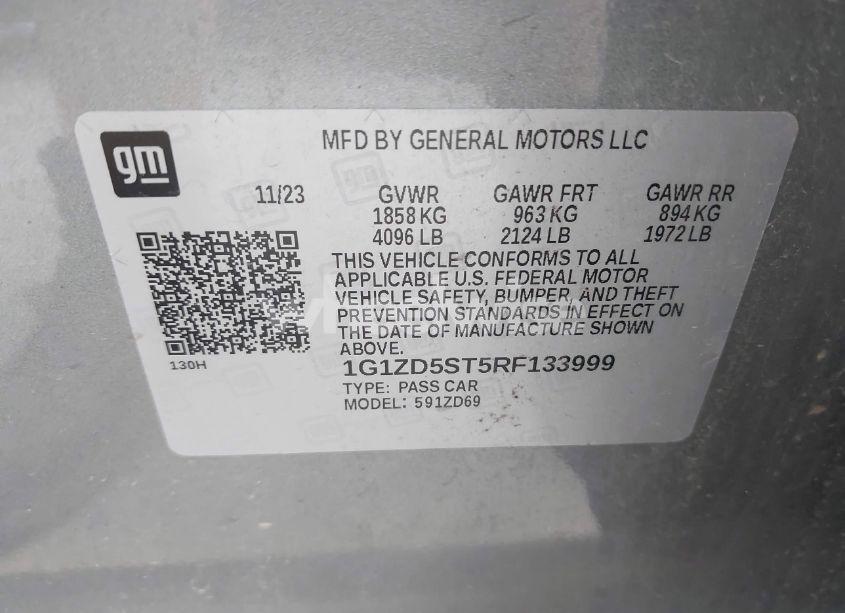 gm
MFD BY GENERAL MOTORS LLC
11/23 GVWR GAWR FRT GAWR RR
1858 KG 963 KG 894 KG
4096 LB 2124 LB 1972 LB
THIS VEHICLE CONFORMS TO ALL
APPLICABLE U.S. FEDERAL MOTOR
VEHICLE SAFETY, BUMPER, AND THEFT
PREVENTION STANDARDS IN EFFECT ON
THE DATE OF MANUFACTURE SHOWN
ABOVE.
130H
1G1ZD5ST5RF133999
TYPE: PASS CAR
MODEL: 591ZD69